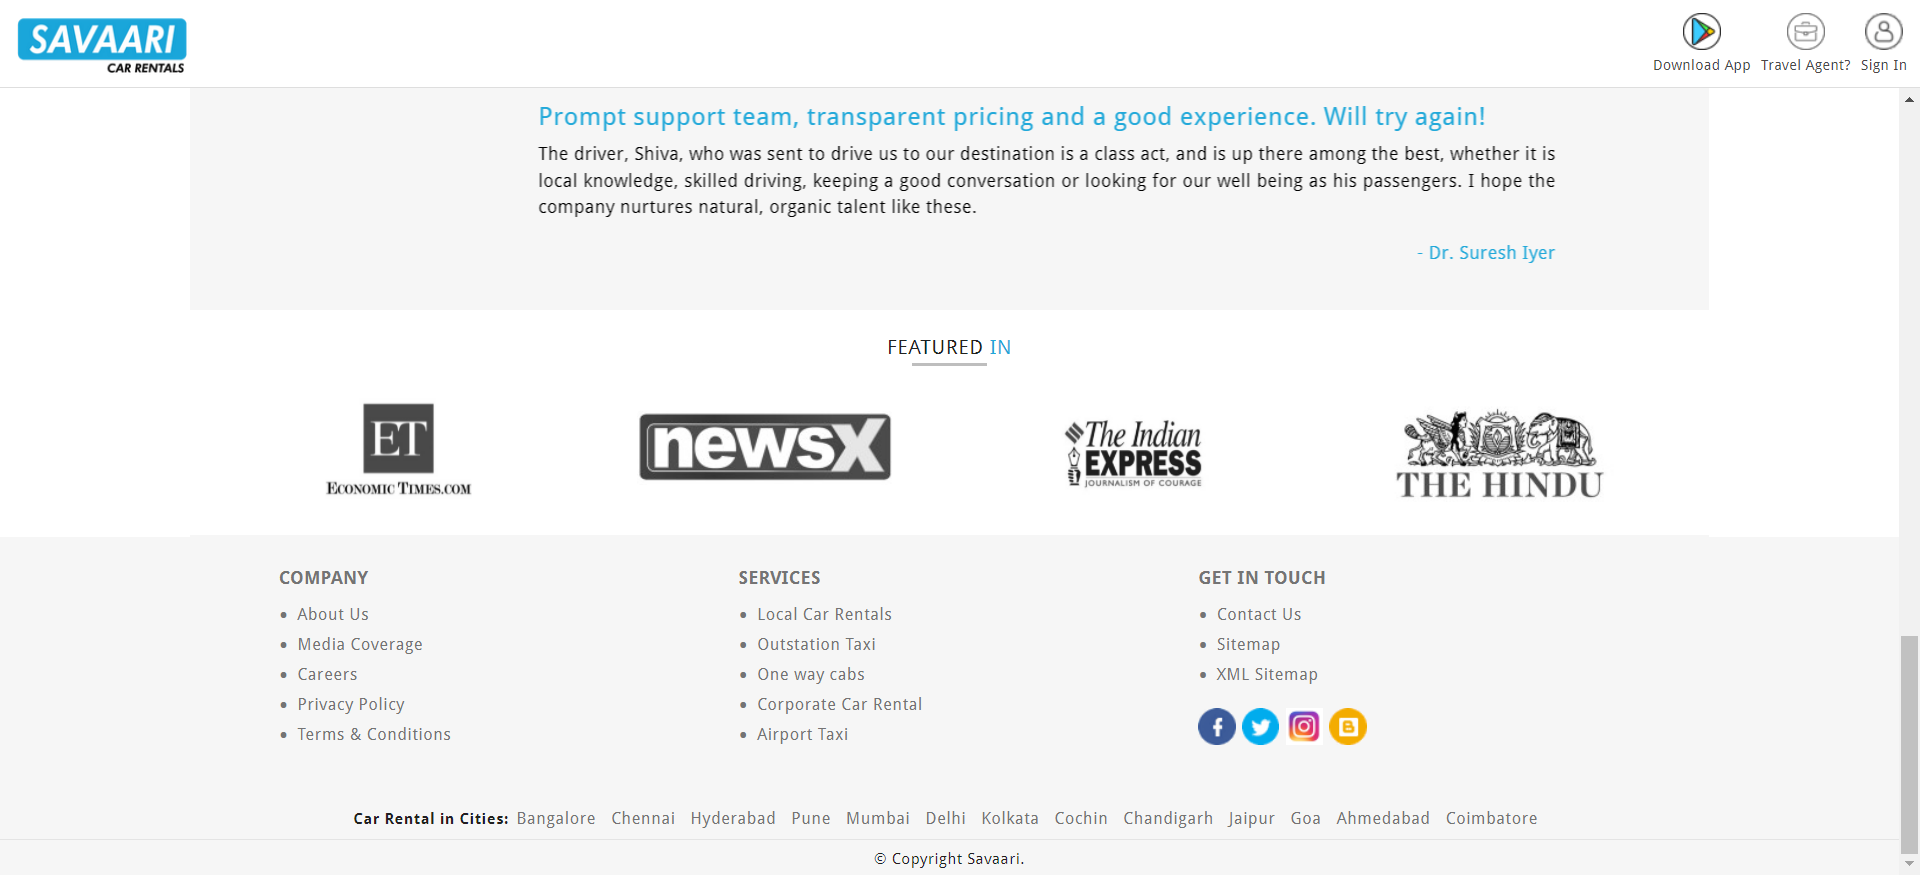 SAVAARI
CAR RENTALS
Download App
Travel Agent?
Sign In
Prompt support team, transparent pricing and a good experience. Will try again!
The driver, Shiva, who was sent to drive us to our destination is a class act, and is up there among the best, whether it is
local knowledge, skilled driving, keeping a good conversation or looking for our well being as his passengers. I hope the
company nurtures natural, organic talent like these.
- Dr. Suresh Iyer
FEATURED IN
ET
ECONOMIC TIMES.COM
newsX
The Indian
EXPRESS
JOURNALISM OF COURAGE
THE HINDU
COMPANY
• About Us
• Media Coverage
• Careers
• Privacy Policy
• Terms & Conditions
SERVICES
• Local Car Rentals
• Outstation Taxi
• One way cabs
• Corporate Car Rental
• Airport Taxi
GET IN TOUCH
• Contact Us
• Sitemap
• XML Sitemap
Car Rental in Cities: Bangalore Chennai Hyderabad Pune Mumbai Delhi Kolkata Cochin Chandigarh Jaipur Goa Ahmedabad Coimbatore
© Copyright Savaari.